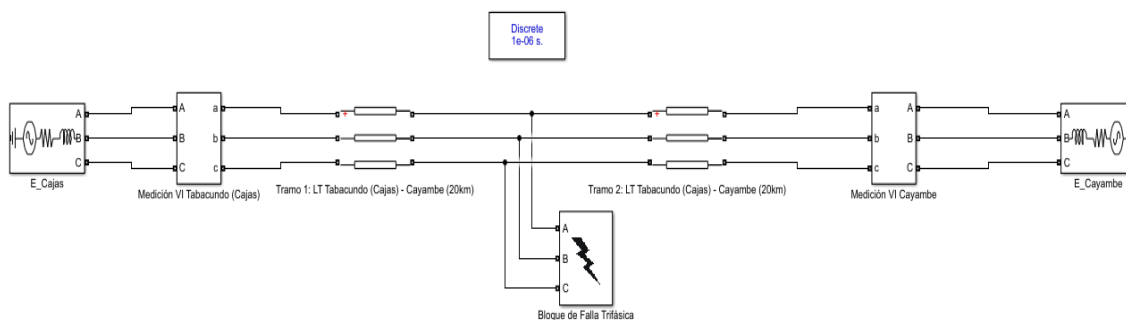 Discrete
1e-06 s.
A
B
C
E_Cajas
A
B
C
a
b
c
Medición VI Tabacundo (Cajas)
+
Tramo 1: LT Tabacundo (Cajas) - Cayambe (20km)
+
Tramo 2: LT Tabacundo (Cajas) - Cayambe (20km)
a
b
c
A
B
C
Medición VI Cayambe
A
B
C
E_Cayambe
A
B
C
Bloque de Falla Trifásica